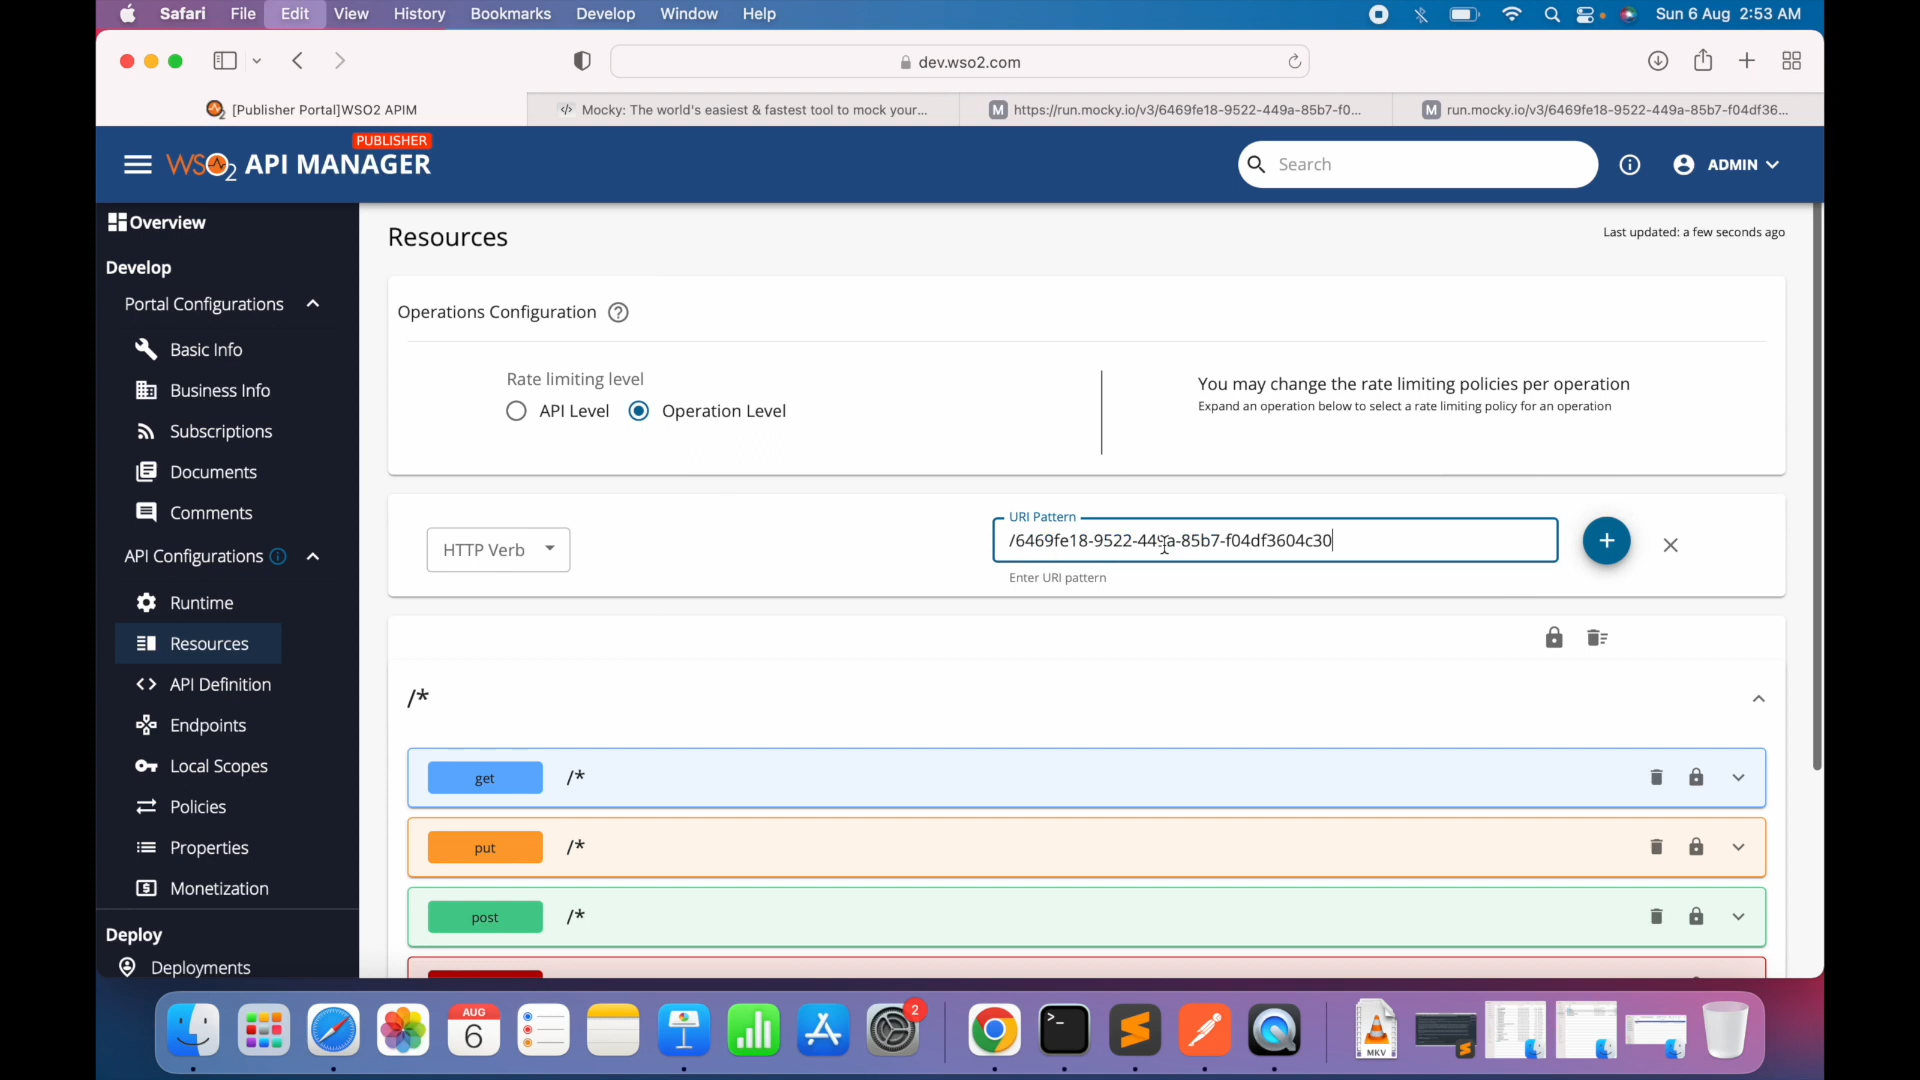 Safari File Edit View History Bookmarks Develop Window Help Sun 6 Aug 2:53 AM
dev.wso2.com
[Publisher Portal]WSO2 APIM
Mocky: The world's easiest & fastest tool to mock your...
M https://run.mocky.io/v3/6469fe18-9522-449a-85b7-f0...
M run.mocky.io/v3/6469fe18-9522-449a-85b7-f04df36...
PUBLISHER
WSO2 API MANAGER
Search
ADMIN
Overview
Develop
Portal Configurations
Basic Info
Business Info
Subscriptions
Documents
Comments
API Configurations
Runtime
Resources
API Definition
Endpoints
Local Scopes
Policies
Properties
Monetization
Deploy
Deployments
Resources
Last updated: a few seconds ago
Operations Configuration
Rate limiting level
API Level Operation Level
You may change the rate limiting policies per operation
Expand an operation below to select a rate limiting policy for an operation
HTTP Verb
URI Pattern
/6469fe18-9522-449a-85b7-f04df3604c30
Enter URI pattern
/*
get /*
put /*
post /*
AUG
6
2
MKV